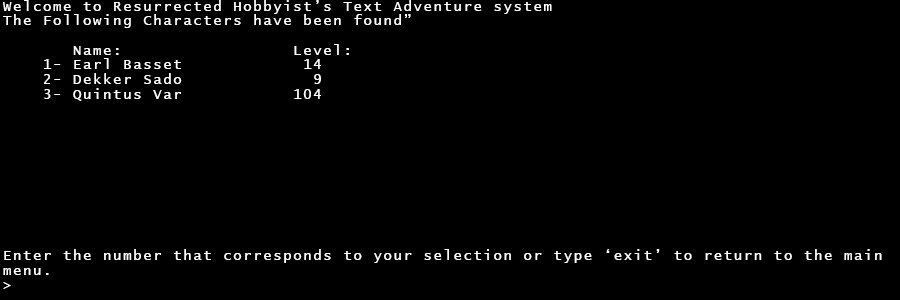 Welcome to Resurrected Hobbyist’s Text Adventure system
The Following Characters have been found”
Name: Level:
1- Earl Basset 14
2- Dekker Sado 9
3- Quintus Var 104
Enter the number that corresponds to your selection or type ‘exit’ to return to the main
menu.
>